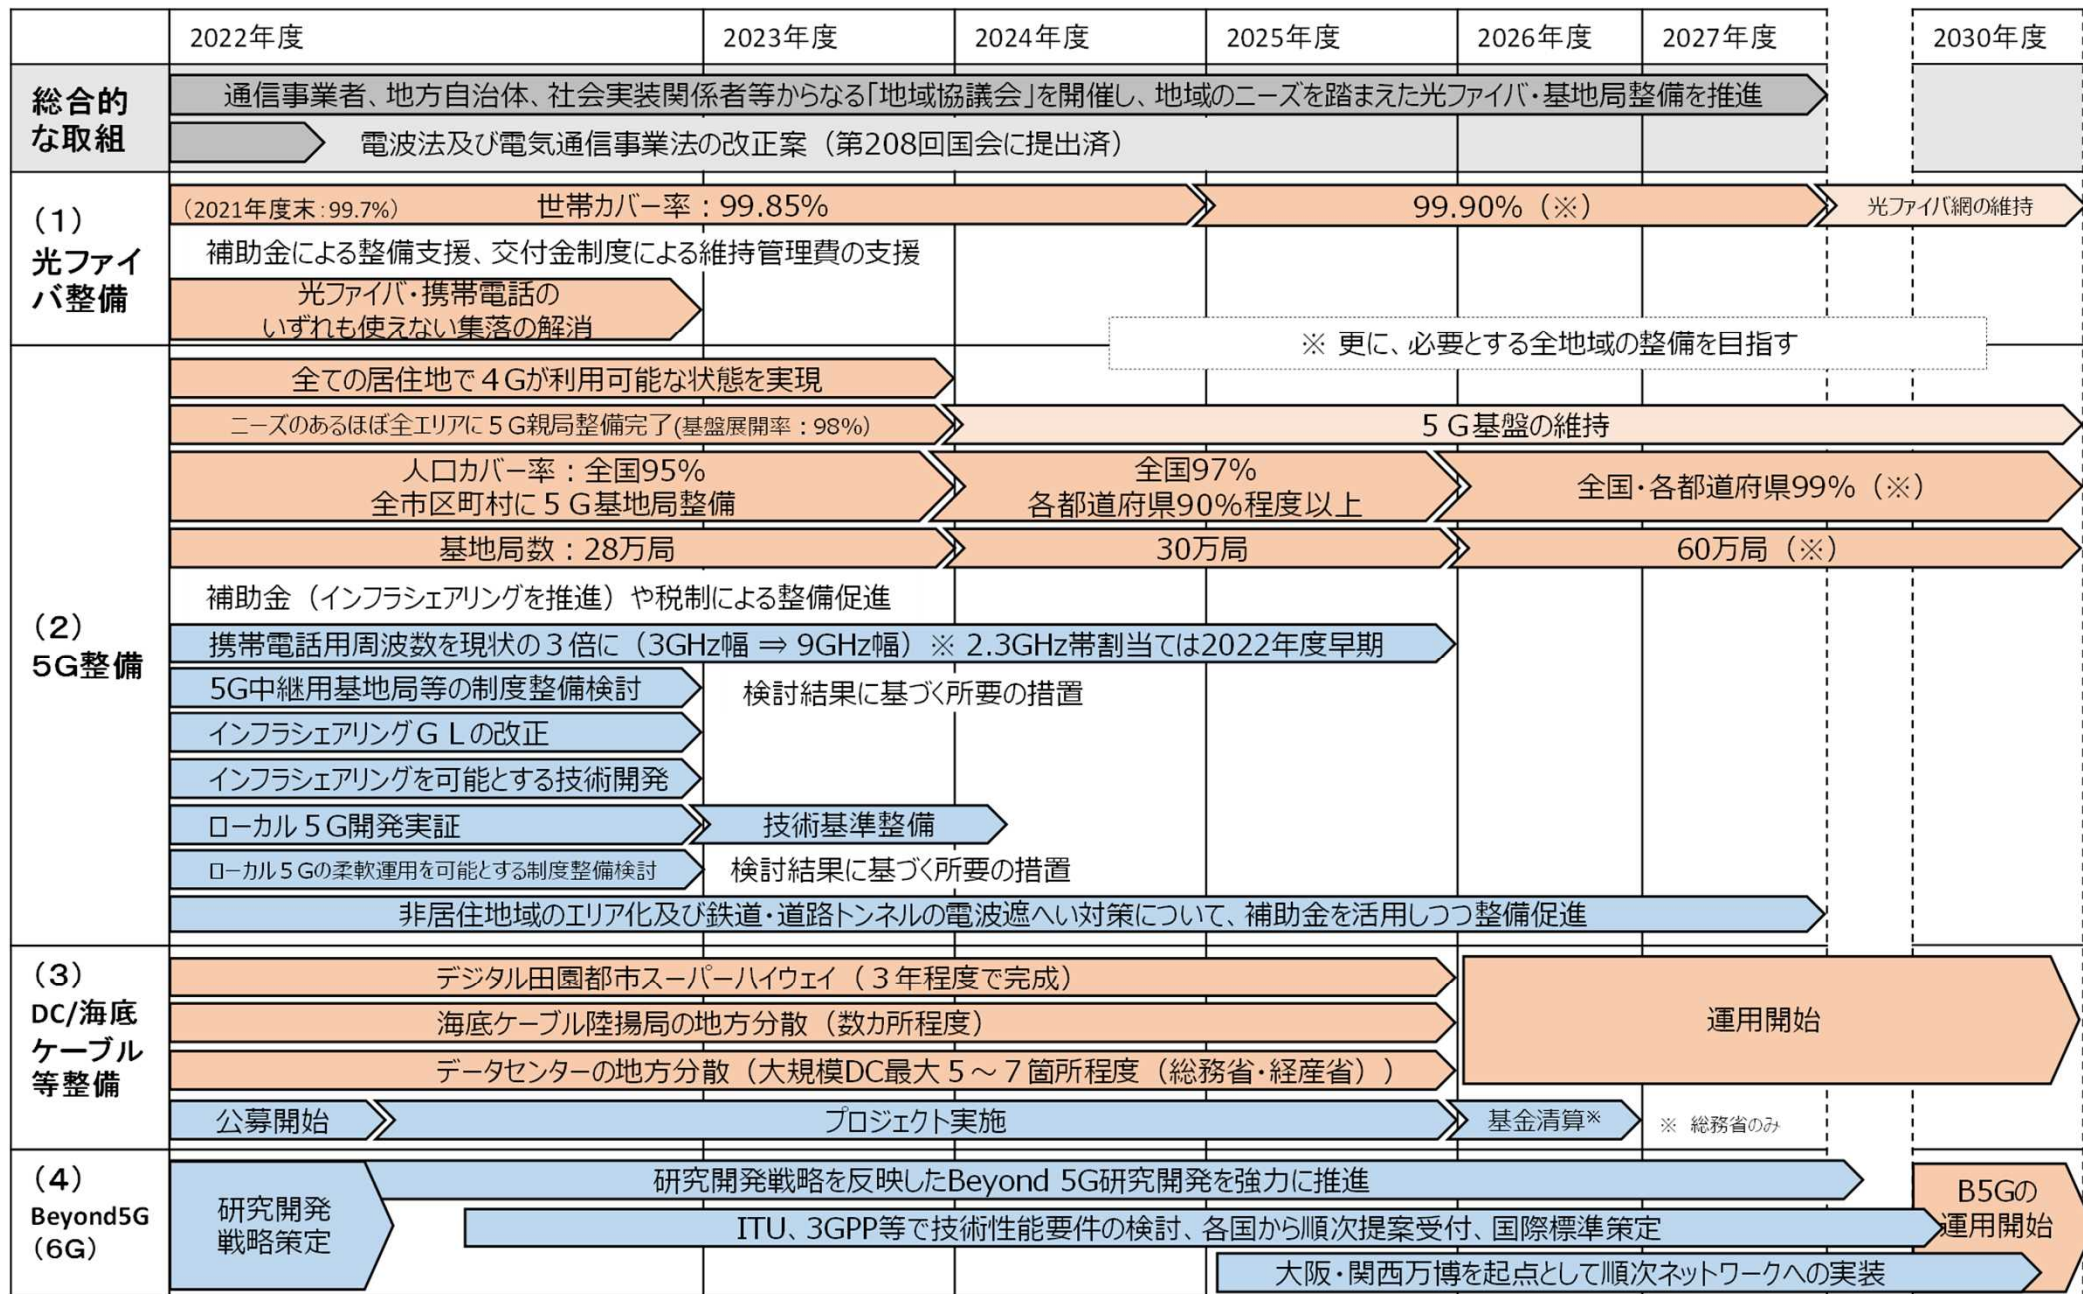 2022年度
2023年度
2024年度
2025年度
2026年度
2027年度
2030年度
総合的
な取組
通信事業者、地方自治体、社会実装関係者等からなる「地域協議会」を開催し、地域のニーズを踏まえた光ファイバ・基地局整備を推進
電波法及び電気通信事業法の改正案（第208回国会に提出済）
（1）
光ファイ
バ整備
（2021年度末：99.7%）
世帯カバー率：99.85%
99.90%（※）
光ファイバ網の維持
補助金による整備支援、交付金制度による維持管理費の支援
光ファイバ・携帯電話の
いずれも使えない集落の解消
※ 更に、必要とする全地域の整備を目指す
（2）
5G整備
全ての居住地で４Gが利用可能な状態を実現
ニーズのあるほぼ全エリアに５G親局整備完了(基盤展開率：98%)
５G基盤の維持
人口カバー率：全国95%
全市区町村に５G基地局整備
全国97%
各都道府県90%程度以上
全国・各都道府県99%（※）
基地局数：28万局
30万局
60万局（※）
補助金（インフラシェアリングを推進）や税制による整備促進
携帯電話用周波数を現状の３倍に（3GHz幅 ⇒ 9GHz幅）※ 2.3GHz帯割当ては2022年度早期
5G中継用基地局等の制度整備検討
検討結果に基づく所要の措置
インフラシェアリングＧＬの改正
インフラシェアリングを可能とする技術開発
ローカル５G開発実証
技術基準整備
ローカル５Gの柔軟運用を可能とする制度整備検討
検討結果に基づく所要の措置
非居住地域のエリア化及び鉄道・道路トンネルの電波遮へい対策について、補助金を活用しつつ整備促進
（3）
DC/海底
ケーブル
等整備
デジタル田園都市スーパーハイウェイ（３年程度で完成）
海底ケーブル陸揚局の地方分散（数カ所程度）
データセンターの地方分散（大規模DC最大５～７箇所程度（総務省・経産省））
運用開始
公募開始
プロジェクト実施
基金清算※
※ 総務省のみ
（4）
Beyond5G
（6G）
研究開発
戦略策定
研究開発戦略を反映したBeyond 5G研究開発を強力に推進
ITU、3GPP等で技術性能要件の検討、各国から順次提案受付、国際標準策定
大阪・関西万博を起点として順次ネットワークへの実装
B5Gの
運用開始